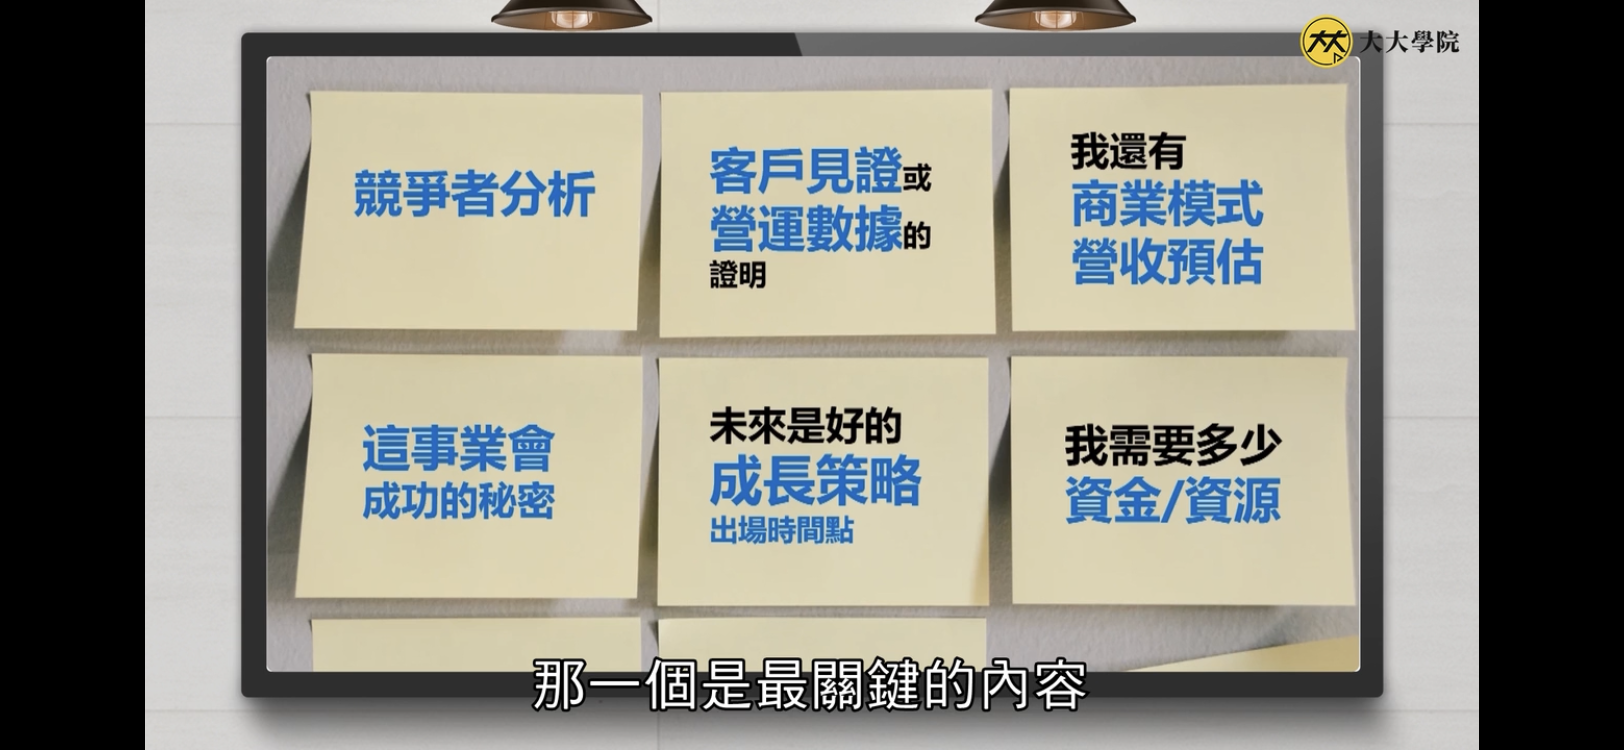 大大學院
競爭者分析
客戶見證或
營運數據的
證明
我還有
商業模式
營收預估
這事業會
成功的秘密
未來是好的
成長策略
出場時間點
我需要多少
資金/資源
那一個是最關鍵的內容